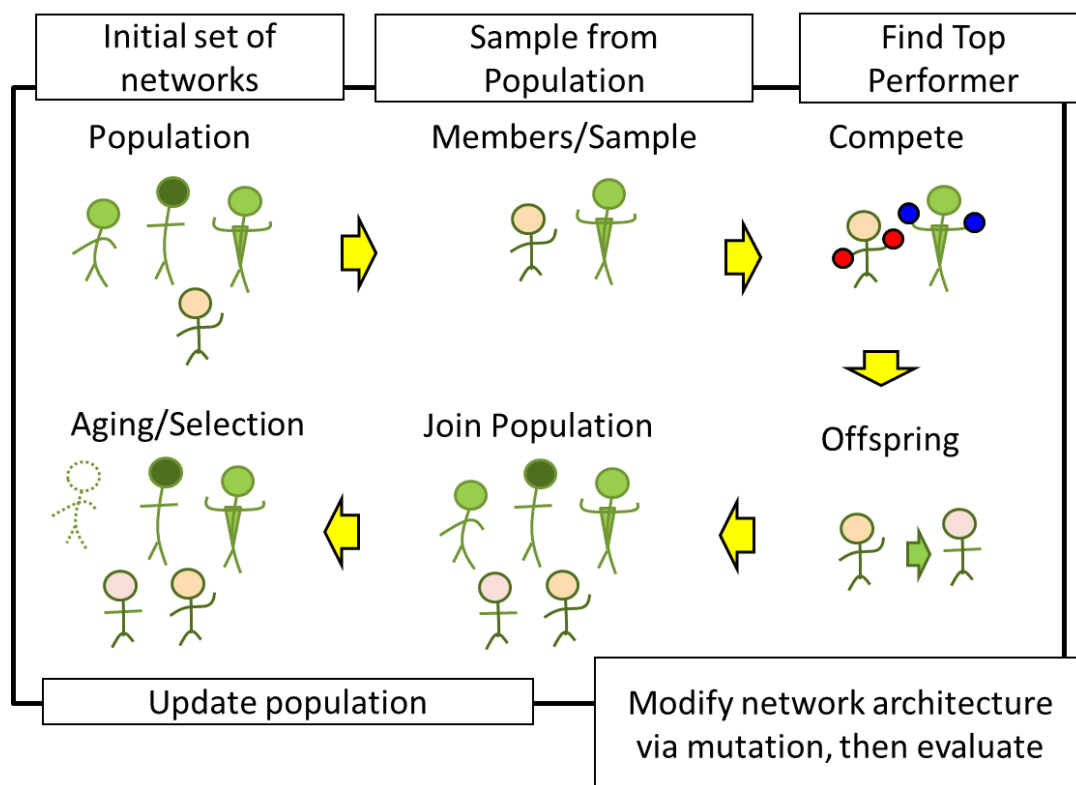 Initial set of
networks
Sample from
Population
Find Top
Performer
Population
Members/Sample
Compete
Aging/Selection
Join Population
Offspring
Update population
Modify network architecture
via mutation, then evaluate